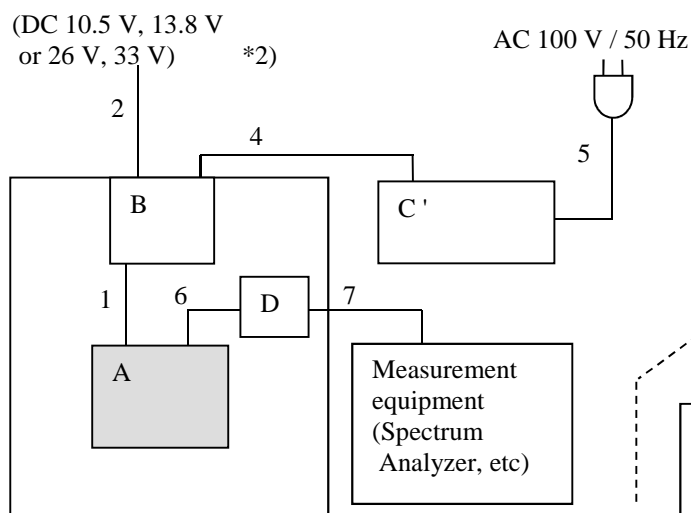 (DC 10.5 V, 13.8 V
or 26 V, 33 V) *2)
AC 100 V / 50 Hz
2
4
5
B
C '
1
6
D
7
A
Measurement
equipment
(Spectrum
Analyzer, etc)